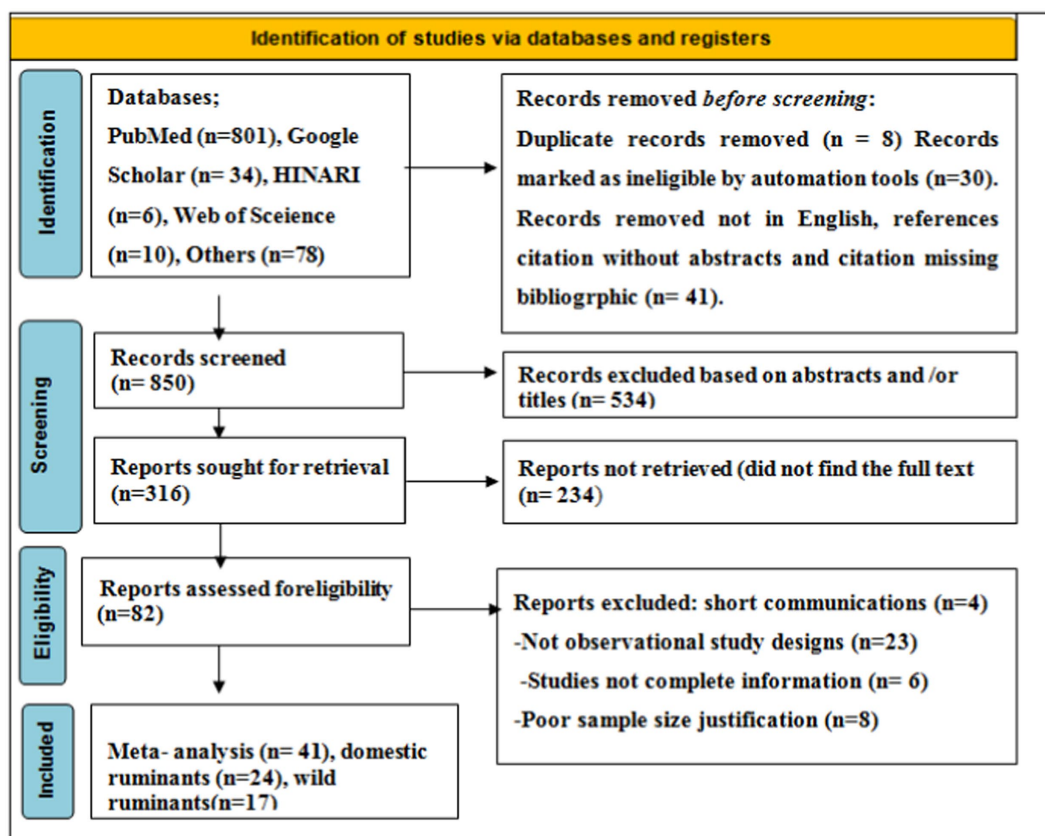 Identification of studies via databases and registers
Identification
Databases;
PubMed (n=801), Google
Scholar (n= 34), HINARI
(n=6), Web of Sceience
(n=10), Others (n=78)
Records removed before screening:
Duplicate records removed (n = 8) Records
marked as ineligible by automation tools (n=30).
Records removed not in English, references
citation without abstracts and citation missing
bibliogrphic (n= 41).
Screening
Records screened
(n= 850)
Records excluded based on abstracts and /or
titles (n= 534)
Reports sought for retrieval
(n=316)
Reports not retrieved (did not find the full text
(n= 234)
Eligibility
Reports assessed foreligibility
(n=82)
Reports excluded: short communications (n=4)
-Not observational study designs (n=23)
-Studies not complete information (n= 6)
-Poor sample size justification (n=8)
Included
Meta- analysis (n= 41), domestic
ruminants (n=24), wild
ruminants(n=17)